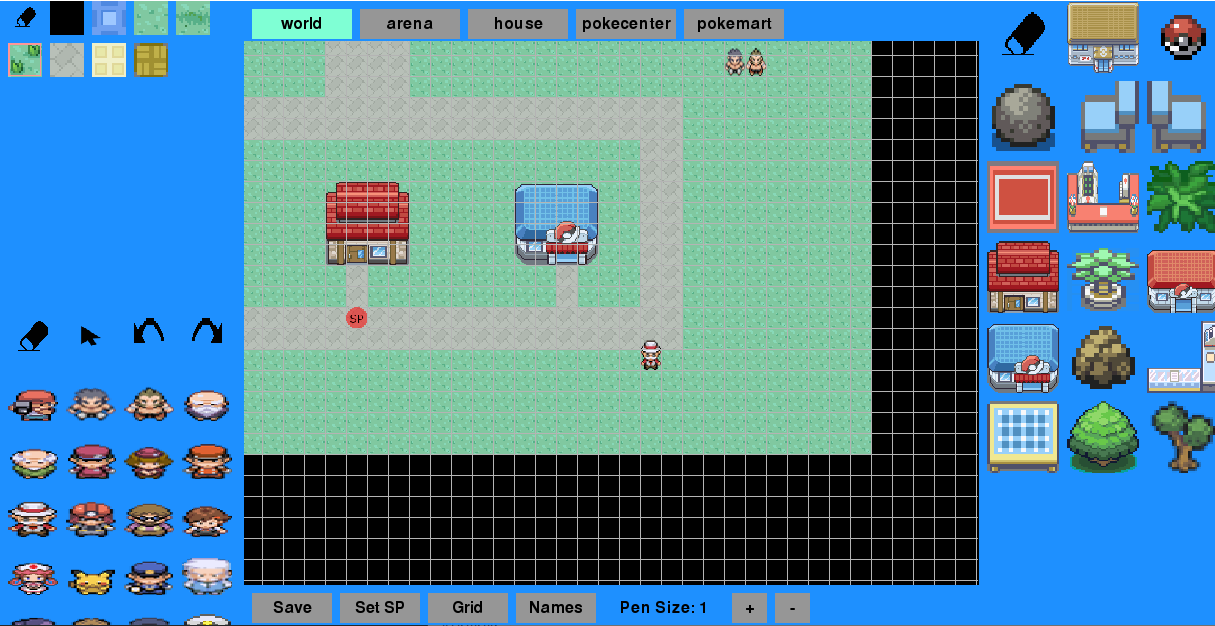 world
arena
house
pokecenter
pokemart
SP
Save
Set SP
Grid
Names
Pen Size: 1
+
-